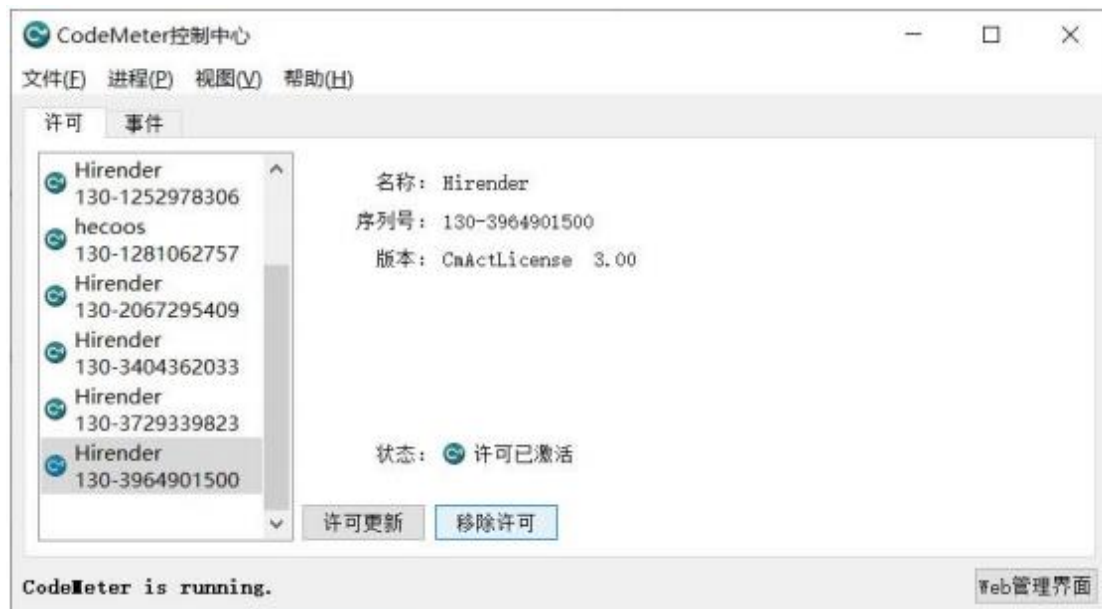 CodeMeter控制中心
文件(F) 进程(P) 视图(V) 帮助(H)
许可 事件
Hirender
130-1252978306
hecoos
130-1281062757
Hirender
130-2067295409
Hirender
130-3404362033
Hirender
130-3729339823
Hirender
130-3964901500
名称: Hirender
序列号: 130-3964901500
版本: CmActLicense 3.00
状态: 许可已激活
许可更新 移除许可
CodeMeter is running.
Web管理界面